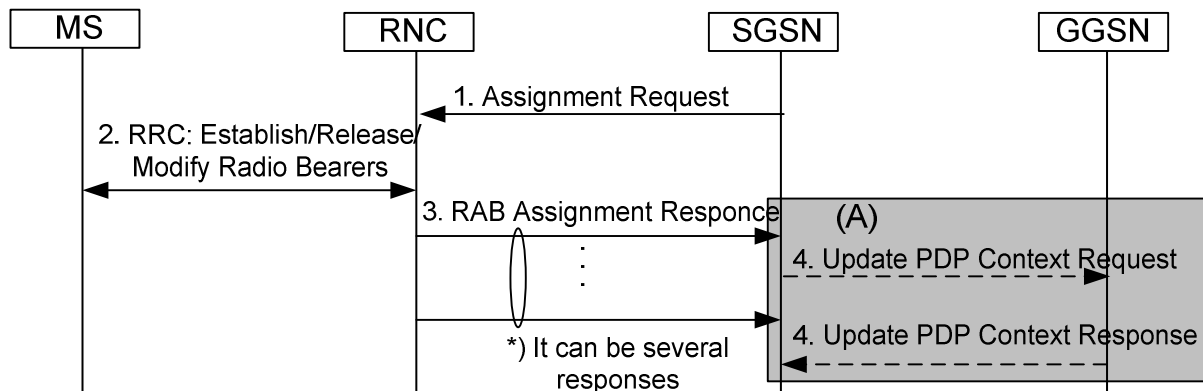 MS
RNC
SGSN
GGSN
1. Assignment Request
2. RRC: Establish/Release/
Modify Radio Bearers
3. RAB Assignment Responce
(A)
4. Update PDP Context Request
4. Update PDP Context Response
*) It can be several
responses